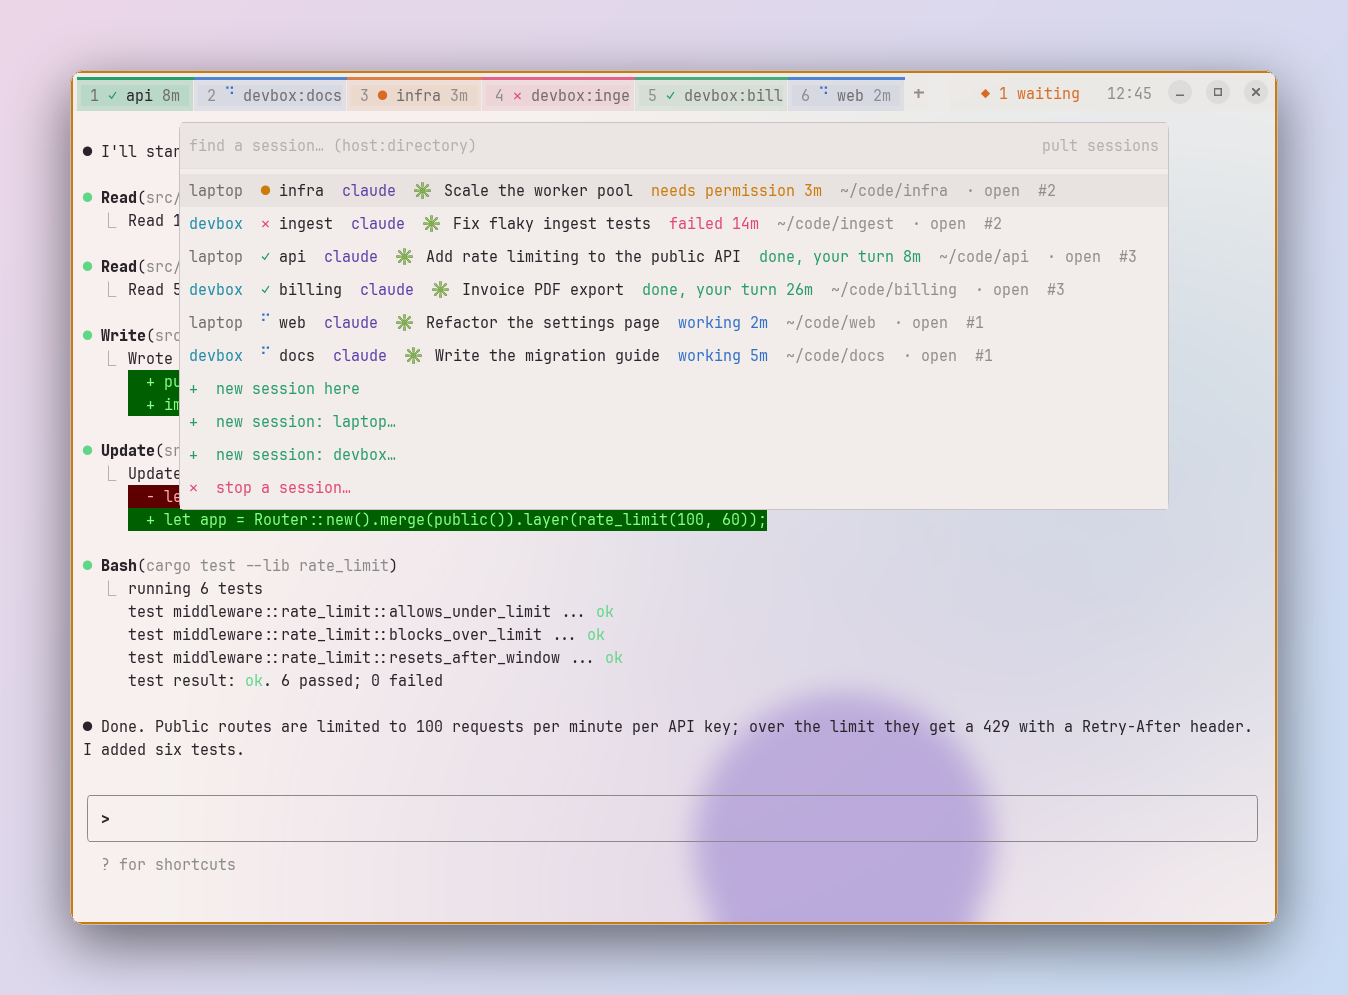 1 ✓ api 8m 2 ⠙ devbox:docs 3 ● infra 3m 4 × devbox:inge 5 ✓ devbox:bill 6 ⠙ web 2m + ◆ 1 waiting 12:45
find a session… (host:directory) pult sessions
laptop ● infra claude ✳ Scale the worker pool needs permission 3m ~/code/infra · open #2
devbox × ingest claude ✳ Fix flaky ingest tests failed 14m ~/code/ingest · open #2
laptop ✓ api claude ✳ Add rate limiting to the public API done, your turn 8m ~/code/api · open #3
devbox ✓ billing claude ✳ Invoice PDF export done, your turn 26m ~/code/billing · open #3
laptop ⠙ web claude ✳ Refactor the settings page working 2m ~/code/web · open #1
devbox ⠙ docs claude ✳ Write the migration guide working 5m ~/code/docs · open #1
+ new session here
+ new session: laptop…
+ new session: devbox…
× stop a session…
● I'll star
● Read(src/
Read 1
● Read(src/
Read 5
● Write(src
Wrote
+ pu
+ im
● Update(sr
Update
- le
+ let app = Router::new().merge(public()).layer(rate_limit(100, 60));
● Bash(cargo test --lib rate_limit)
running 6 tests
test middleware::rate_limit::allows_under_limit ... ok
test middleware::rate_limit::blocks_over_limit ... ok
test middleware::rate_limit::resets_after_window ... ok
test result: ok. 6 passed; 0 failed
● Done. Public routes are limited to 100 requests per minute per API key; over the limit they get a 429 with a Retry-After header.
I added six tests.
>
? for shortcuts